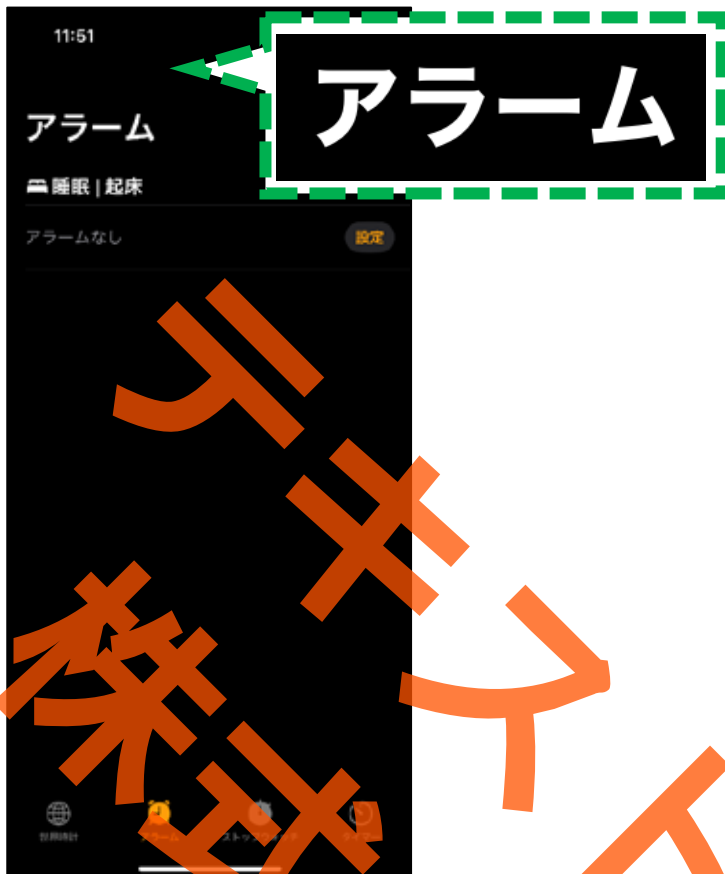 11:51
アラーム
アラーム
睡眠 | 起床
アラームなし
設定
テキスト
株式
世界時計
アラーム
ストップウォッチ
タイマー